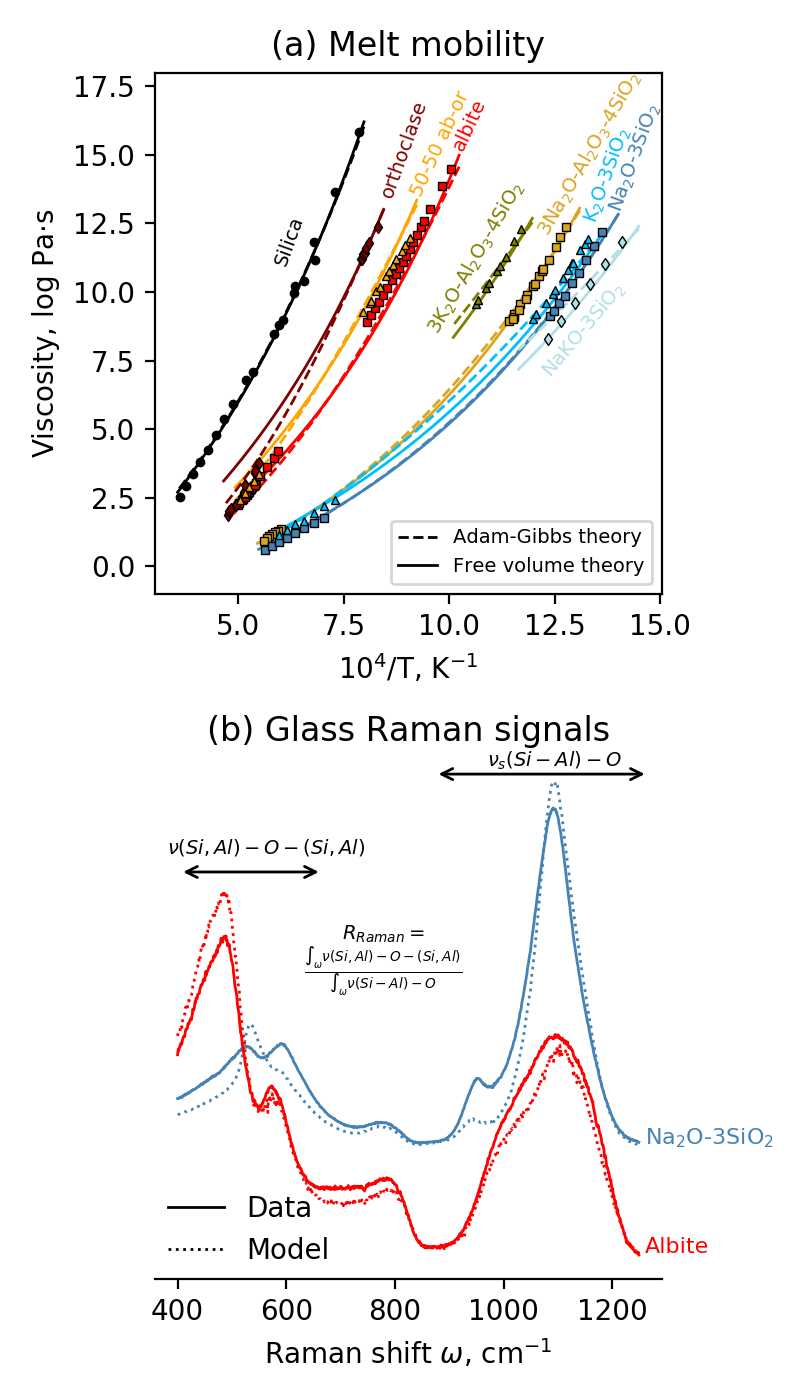 (a) Melt mobility
17.5
15.0
12.5
10.0
7.5
5.0
2.5
0.0
Viscosity, log Pa·s
Silica
orthoclase
50-50 ab-or
albite
3K₂O-Al₂O₃-4SiO₂
3Na₂O-Al₂O₃-4SiO₂
K₂O-3SiO₂
Na₂O-3SiO₂
NaKO-3SiO₂
Adam-Gibbs theory
Free volume theory
5.0 7.5 10.0 12.5 15.0
10⁴/T, K⁻¹
(b) Glass Raman signals
νₛ(Si − Al) − O
ν(Si, Al) − O − (Si, Al)
R_Raman =
∫_ω ν(Si, Al) − O − (Si, Al)
∫_ω ν(Si − Al) − O
Na₂O-3SiO₂
Albite
Data
Model
400 600 800 1000 1200
Raman shift ω, cm⁻¹